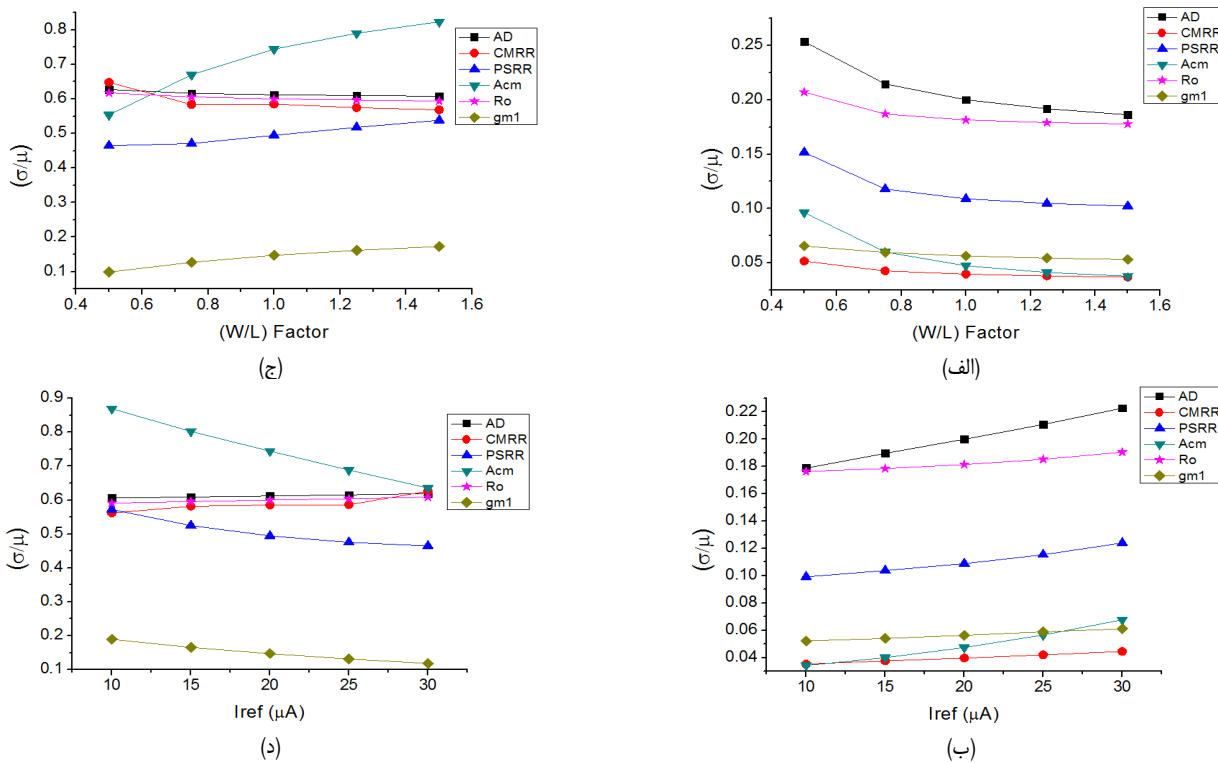 0.8
0.7
0.6
0.5
0.4
0.3
0.2
0.1
(σ/μ)
0.4 0.6 0.8 1.0 1.2 1.4 1.6
(W/L) Factor
AD
CMRR
PSRR
Acm
Ro
gm1
(ج)
0.25
0.20
0.15
0.10
0.05
(σ/μ)
0.4 0.6 0.8 1.0 1.2 1.4 1.6
(W/L) Factor
AD
CMRR
PSRR
Acm
Ro
gm1
(الف)
0.9
0.8
0.7
0.6
0.5
0.4
0.3
0.2
0.1
(σ/μ)
10 15 20 25 30
Iref (μA)
AD
CMRR
PSRR
Acm
Ro
gm1
(د)
0.22
0.20
0.18
0.16
0.14
0.12
0.10
0.08
0.06
0.04
(σ/μ)
10 15 20 25 30
Iref (μA)
AD
CMRR
PSRR
Acm
Ro
gm1
(ب)